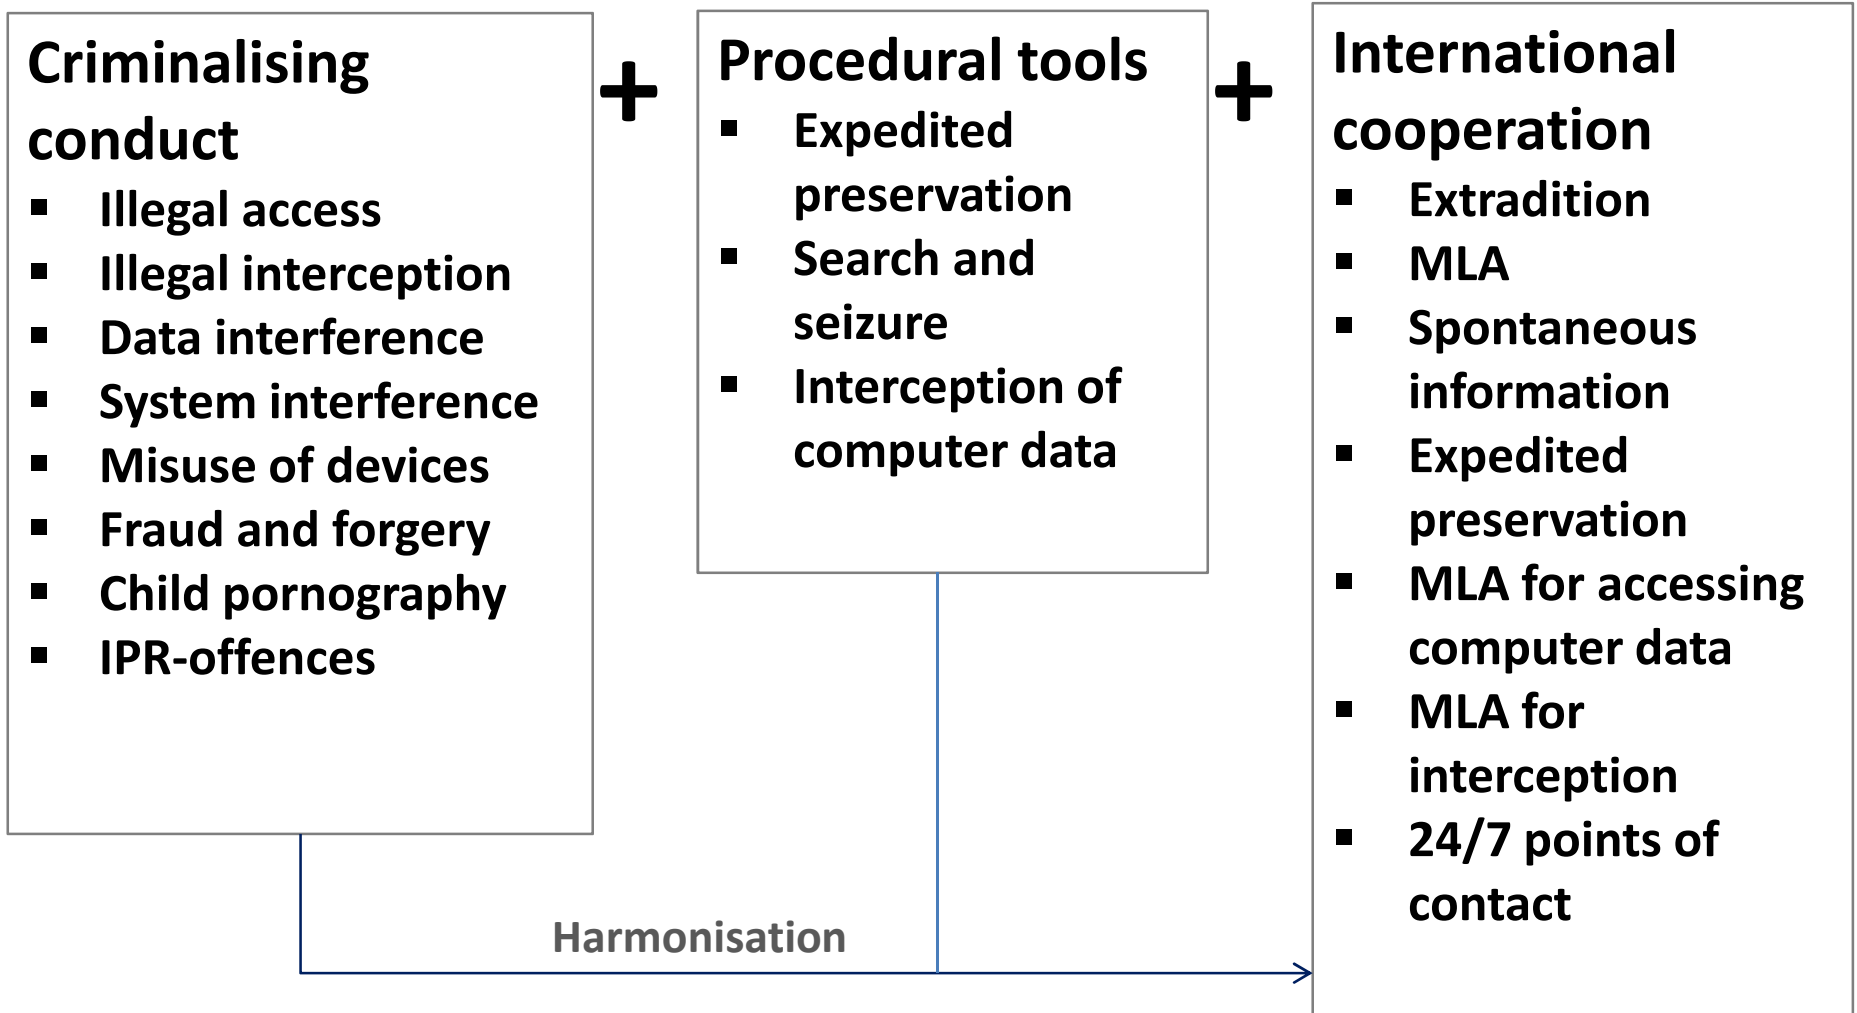 Criminalising
conduct
▪ Illegal access
▪ Illegal interception
▪ Data interference
▪ System interference
▪ Misuse of devices
▪ Fraud and forgery
▪ Child pornography
▪ IPR-offences
+
Procedural tools
▪ Expedited
preservation
▪ Search and
seizure
▪ Interception of
computer data
+
International
cooperation
▪ Extradition
▪ MLA
▪ Spontaneous
information
▪ Expedited
preservation
▪ MLA for accessing
computer data
▪ MLA for
interception
▪ 24/7 points of
contact
Harmonisation